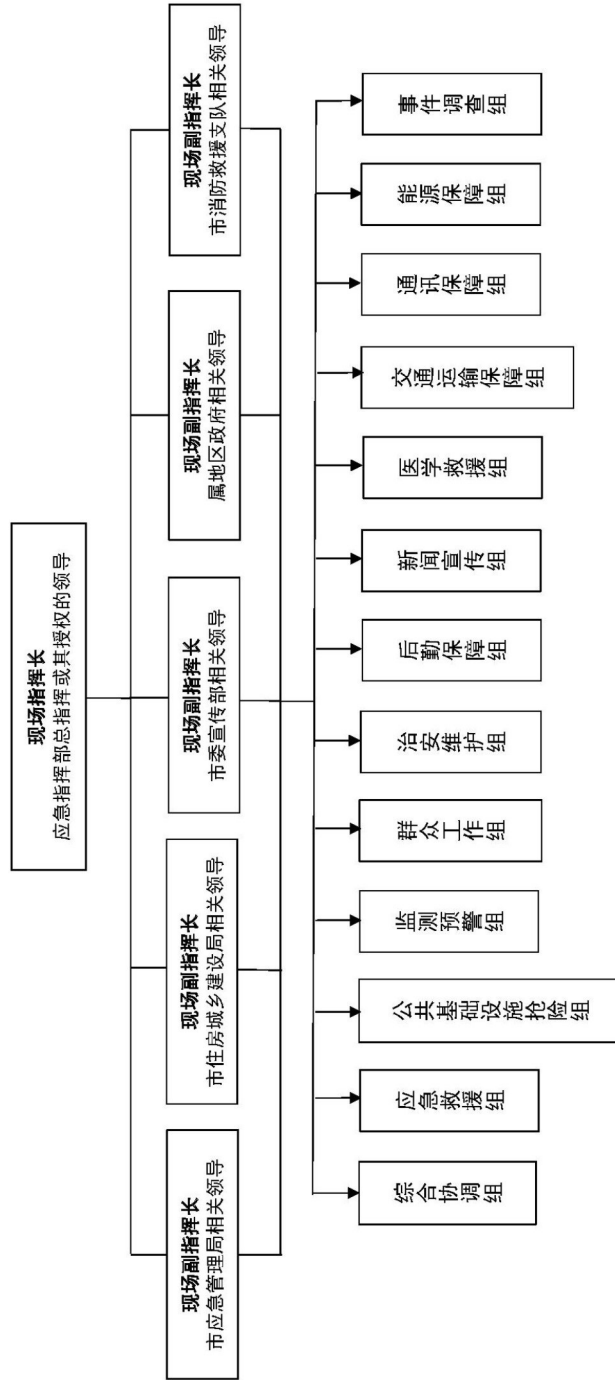 现场指挥长
应急指挥部总指挥或其授权的领导
现场副指挥长
市应急管理局相关领导
现场副指挥长
市住房城乡建设局相关领导
现场副指挥长
市委宣传部相关领导
现场副指挥长
属地区政府相关领导
现场副指挥长
市消防救援支队相关领导
综合协调组
应急救援组
公共基础设施抢险组
监测预警组
群众工作组
治安维护组
后勤保障组
新闻宣传组
医学救援组
交通运输保障组
通讯保障组
能源保障组
事件调查组